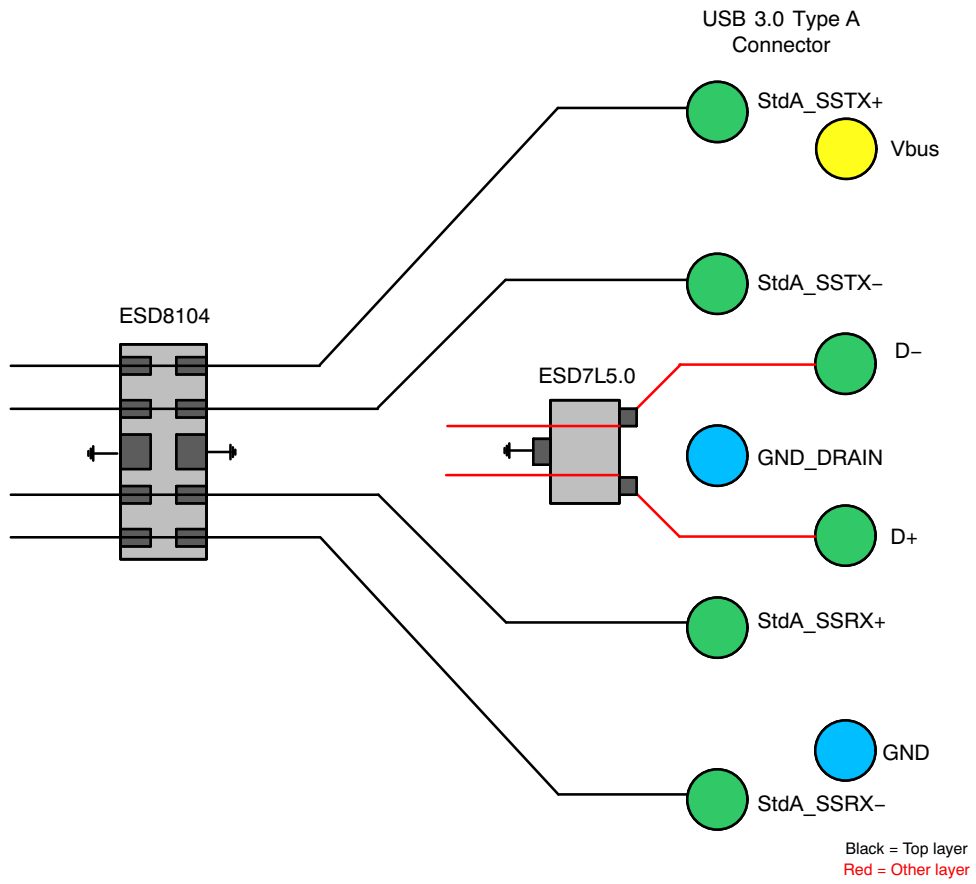 USB 3.0 Type A
Connector
StdA_SSTX+
Vbus
StdA_SSTX−
ESD8104
D−
ESD7L5.0
GND_DRAIN
D+
StdA_SSRX+
GND
StdA_SSRX−
Black = Top layer
Red = Other layer